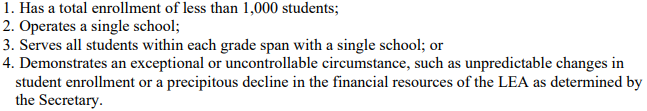 1. Has a total enrollment of less than 1,000 students;
2. Operates a single school;
3. Serves all students within each grade span with a single school; or
4. Demonstrates an exceptional or uncontrollable circumstance, such as unpredictable changes in
student enrollment or a precipitous decline in the financial resources of the LEA as determined by
the Secretary.